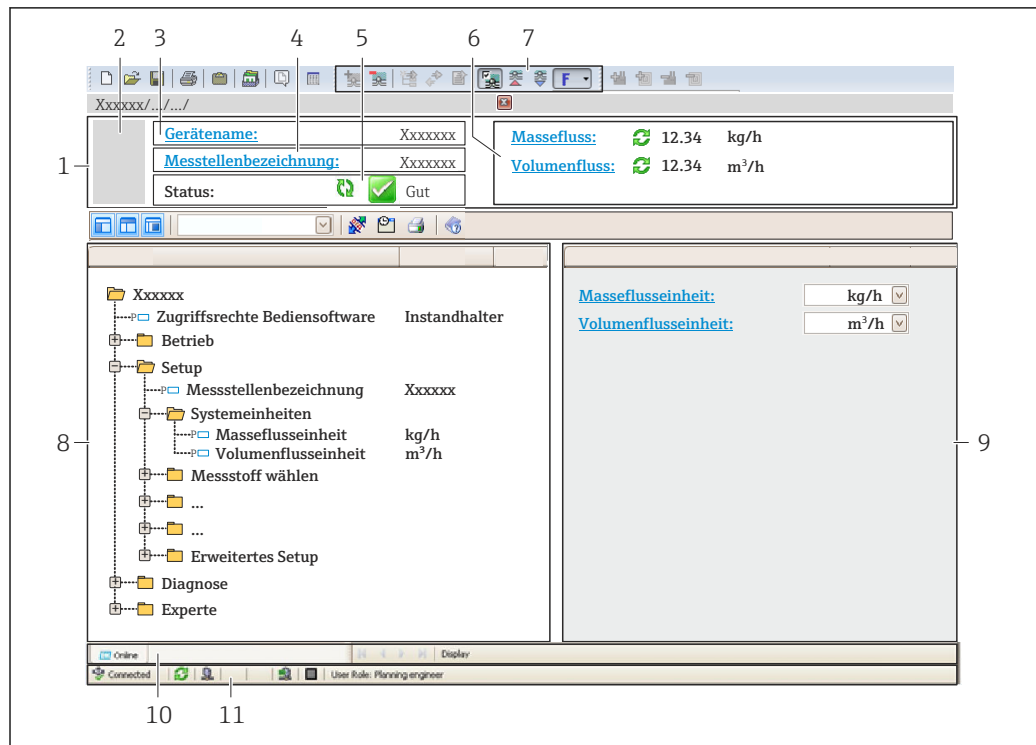 2 3 4 5 6 7
F
Xxxxxx/.../.../
1
Gerätename: Xxxxxxx
Messtellenbezeichnung: Xxxxxxx
Status: Gut
Massefluss: 12.34 kg/h
Volumenfluss: 12.34 m³/h
Xxxxxx
P Zugriffsrechte Bediensoftware Instandhalter
Betrieb
Setup
P Messstellenbezeichnung Xxxxxx
Systemeinheiten
P Masseflusseinheit kg/h
P Volumenflusseinheit m³/h
Messstoff wählen
...
...
Erweitertes Setup
Diagnose
Experte
8
Masseflusseinheit: kg/h
Volumenflusseinheit: m³/h
9
Online Display
Connected User Role: Planning engineer
10 11